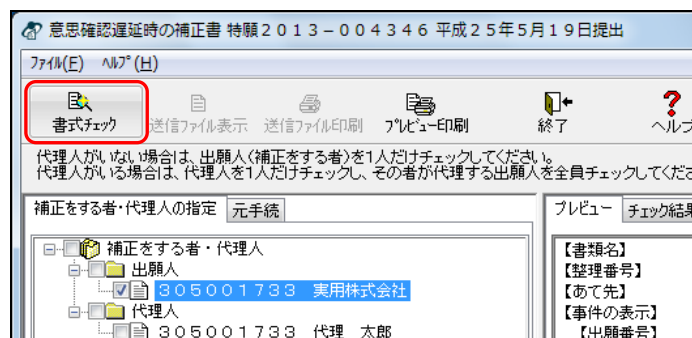 意思確認遅延時の補正書 特願２０１３－００４３４６ 平成２５年５月１９日提出
ﾌｧｲﾙ(F) ﾍﾙﾌﾟ(H)
書式ﾁｪｯｸ 送信ﾌｧｲﾙ表示 送信ﾌｧｲﾙ印刷 ﾌﾟﾚﾋﾞｭｰ印刷 終了 ヘルプ
代理人がいない場合は、出願人(補正をする者)を1人だけチェックしてください。
代理人がいる場合は、代理人を1人だけチェックし、その者が代理する出願人を全員チェックしてくださ
補正をする者・代理人の指定 元手続 プレビュー チェック結果
補正をする者・代理人
出願人
３０５００１７３３ 実用株式会社
代理人
３０５００１７３３ 代理 太郎
【書類名】
【整理番号】
【あて先】
【事件の表示】
【出願番号】